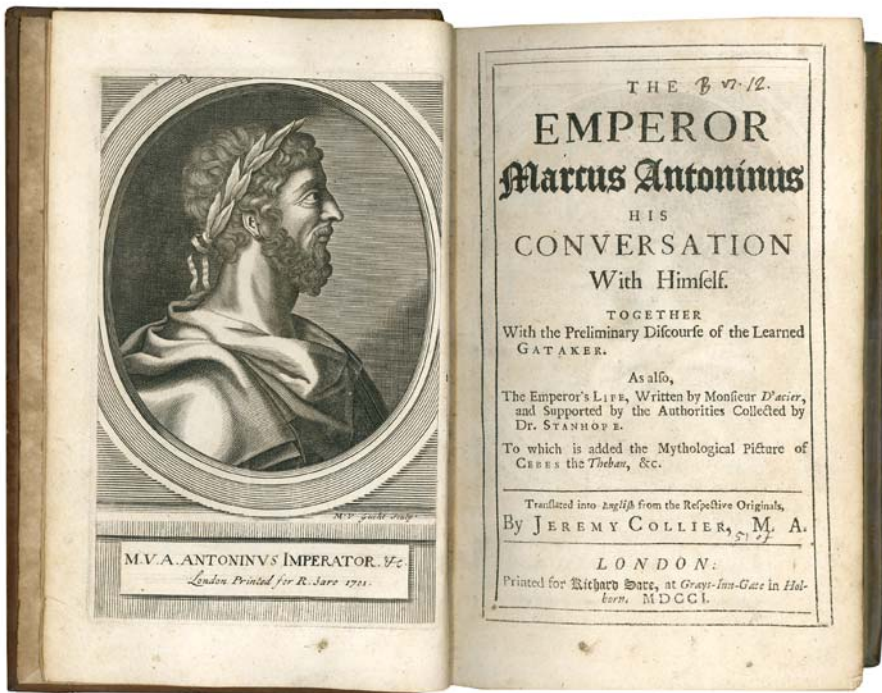 M. V. Gucht Sculp.
M.V.A. ANTONINVS IMPERATOR. &c.
London Printed for R. Sare 1701.
THE
EMPEROR
Marcus Antoninus
HIS
CONVERSATION
With Himſelf.
TOGETHER
With the Preliminary Diſcourſe of the Learned
GATAKER.
As alſo,
The Emperor's LIFE, Written by Monſieur D'acier,
and Supported by the Authorities Collected by
Dr. STANHOPE.
To which is added the Mythological Picture of
CEBES the Theban, &c.
Tranſlated into Engliſh from the Reſpective Originals,
By JEREMY COLLIER, M. A.
LONDON:
Printed for Richard Sare, at Grays-Inn-Gate in Hol-
born. MDCCI.